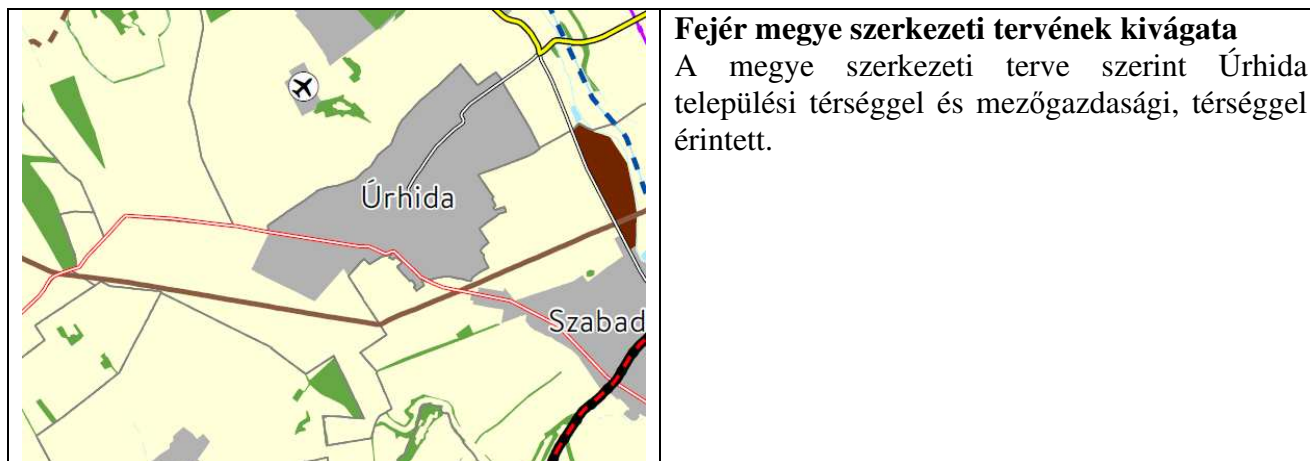 Úrhida
Szabad
Fejér megye szerkezeti tervének kivágata
A megye szerkezeti terve szerint Úrhida
települési térséggel és mezőgazdasági, térséggel
érintett.